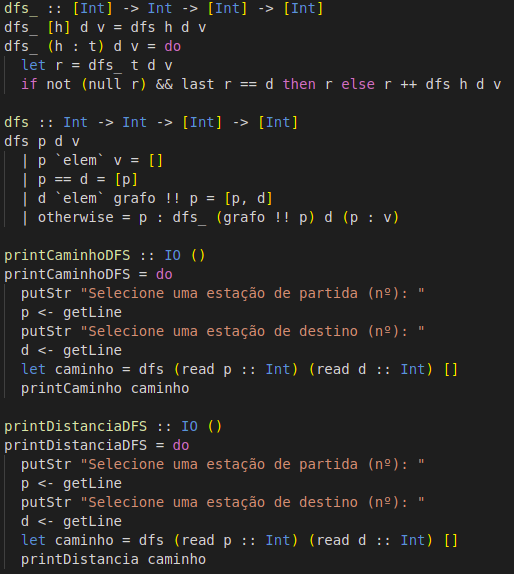 dfs_ :: [Int] -> Int -> [Int] -> [Int]
dfs_ [h] d v = dfs h d v
dfs_ (h : t) d v = do
  let r = dfs_ t d v
  if not (null r) && last r == d then r else r ++ dfs h d v

dfs :: Int -> Int -> [Int] -> [Int]
dfs p d v
  | p `elem` v = []
  | p == d = [p]
  | d `elem` grafo !! p = [p, d]
  | otherwise = p : dfs_ (grafo !! p) d (p : v)

printCaminhoDFS :: IO ()
printCaminhoDFS = do
  putStr "Selecione uma estação de partida (nº): "
  p <- getLine
  putStr "Selecione uma estação de destino (nº): "
  d <- getLine
  let caminho = dfs (read p :: Int) (read d :: Int) []
  printCaminho caminho

printDistanciaDFS :: IO ()
printDistanciaDFS = do
  putStr "Selecione uma estação de partida (nº): "
  p <- getLine
  putStr "Selecione uma estação de destino (nº): "
  d <- getLine
  let caminho = dfs (read p :: Int) (read d :: Int) []
  printDistancia caminho